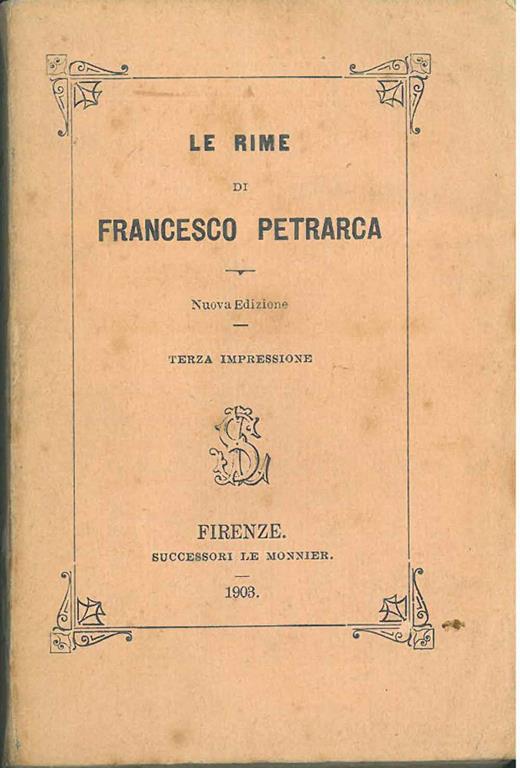 LE RIME
DI
FRANCESCO PETRARCA
Nuova Edizione
TERZA IMPRESSIONE
FIRENZE.
SUCCESSORI LE MONNIER.
1903.